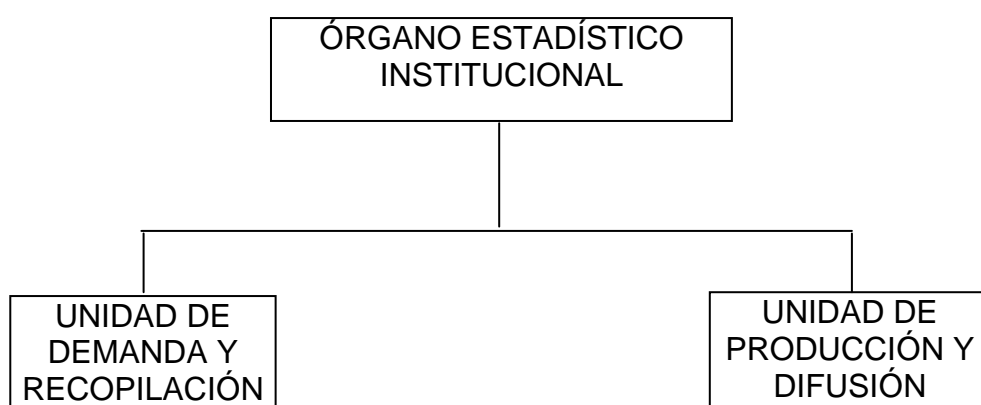 ÓRGANO ESTADÍSTICO
INSTITUCIONAL
UNIDAD DE
DEMANDA Y
RECOPILACIÓN
UNIDAD DE
PRODUCCIÓN Y
DIFUSIÓN